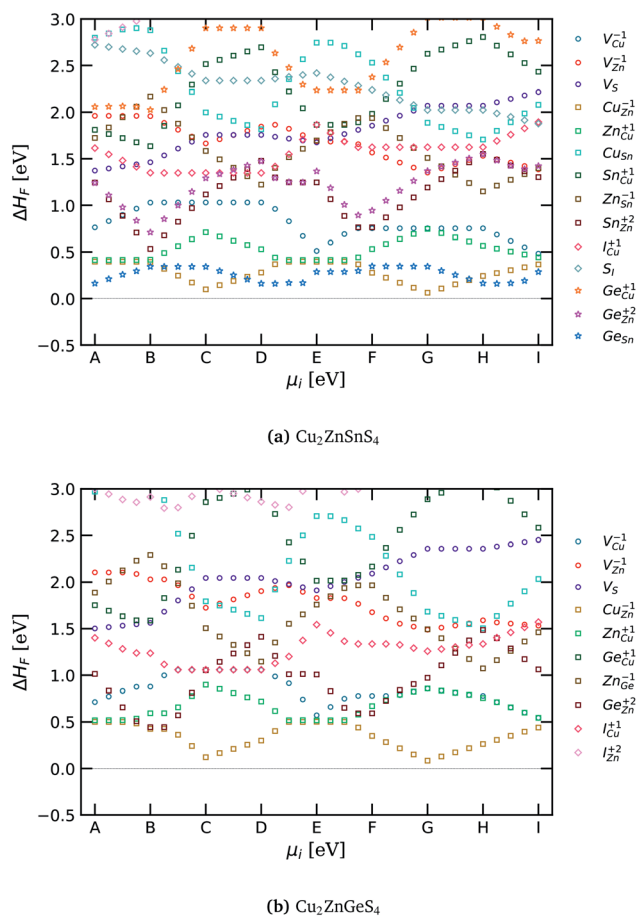 3.0
2.5
2.0
1.5
1.0
0.5
0.0
−0.5
ΔH_F [eV]
A B C D E F G H I
μ_i [eV]
V_Cu^−1
V_Zn^−1
V_S
Cu_Zn^−1
Zn_Cu^+1
Cu_Sn
Sn_Cu^+1
Zn_Sn^−1
Sn_Zn^+2
I_Cu^+1
S_i
Ge_Cu^+1
Ge_Zn^+2
Ge_Sn
(a) Cu₂ZnSnS₄
3.0
2.5
2.0
1.5
1.0
0.5
0.0
−0.5
ΔH_F [eV]
A B C D E F G H I
μ_i [eV]
V_Cu^−1
V_Zn^−1
V_S
Cu_Zn^−1
Zn_Cu^+1
Ge_Cu^+1
Zn_Ge^−1
Ge_Zn^+2
I_Cu^+1
I_Zn^+2
(b) Cu₂ZnGeS₄